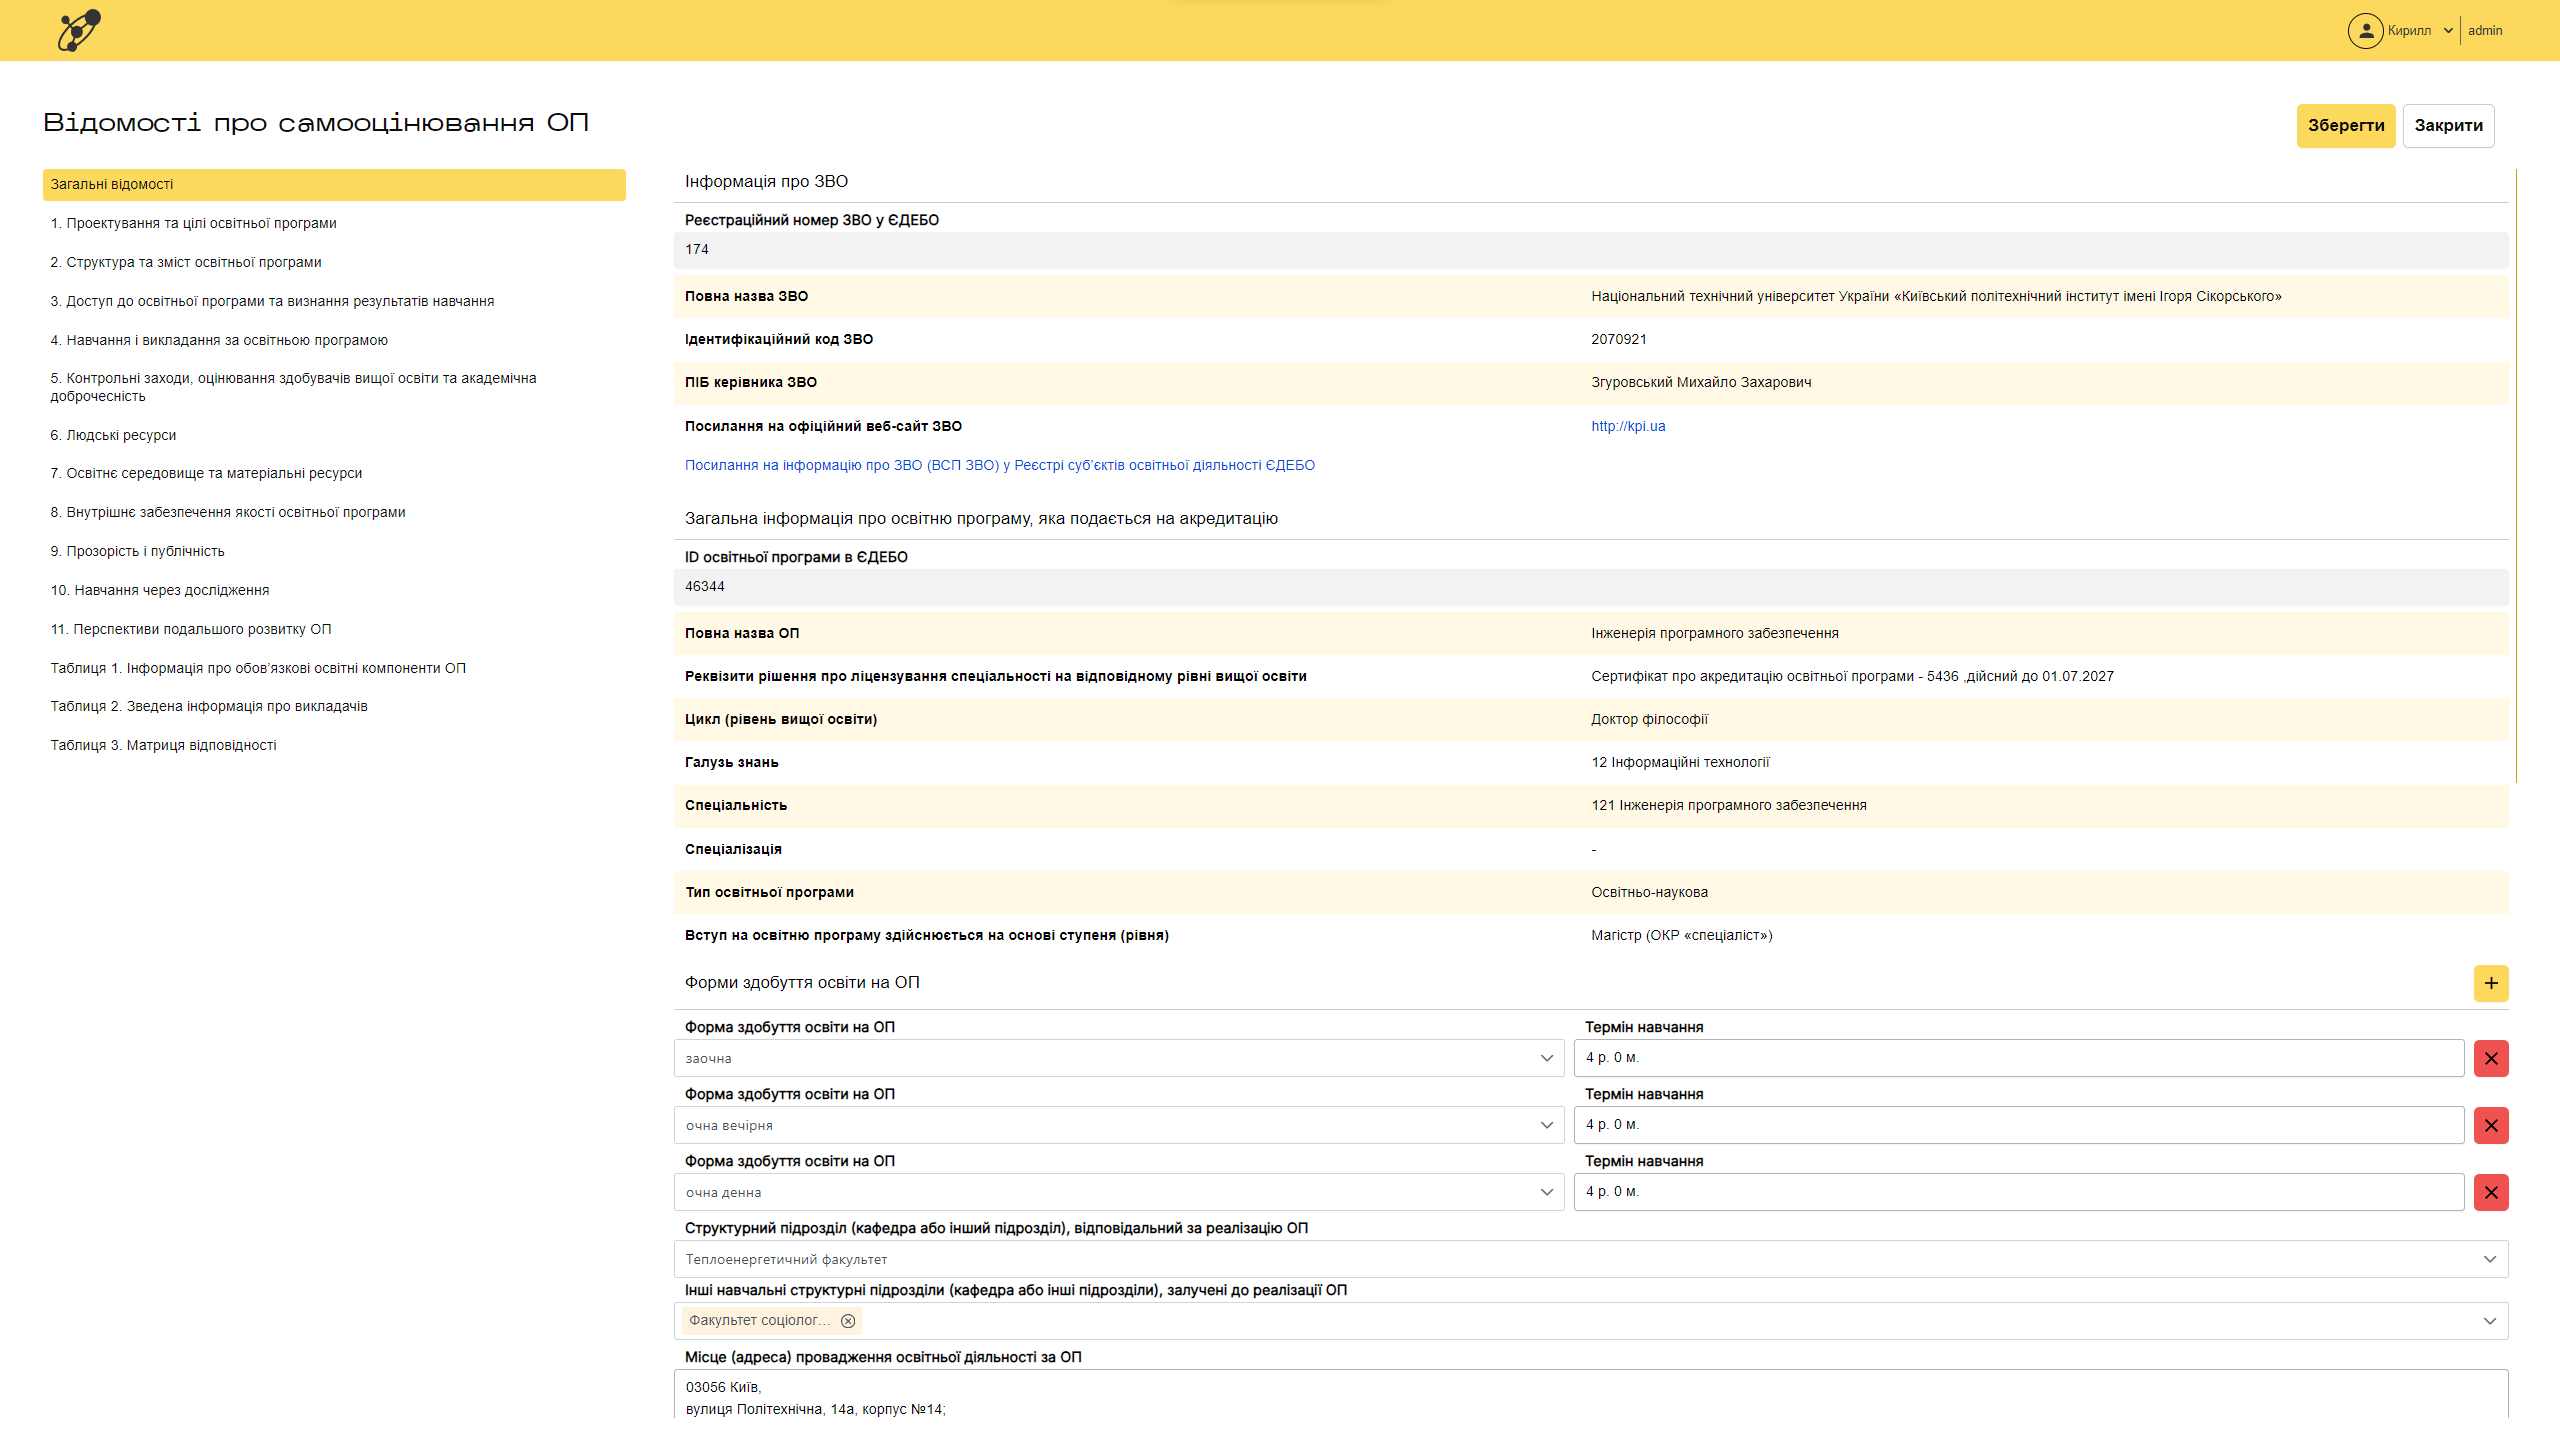 Кирилл
admin
Відомості про самооцінювання ОП
Зберегти
Закрити
Загальні відомості
1. Проектування та цілі освітньої програми
2. Структура та зміст освітньої програми
3. Доступ до освітньої програми та визнання результатів навчання
4. Навчання і викладання за освітньою програмою
5. Контрольні заходи, оцінювання здобувачів вищої освіти та академічна
доброчесність
6. Людські ресурси
7. Освітнє середовище та матеріальні ресурси
8. Внутрішнє забезпечення якості освітньої програми
9. Прозорість і публічність
10. Навчання через дослідження
11. Перспективи подальшого розвитку ОП
Таблиця 1. Інформація про обов'язкові освітні компоненти ОП
Таблиця 2. Зведена інформація про викладачів
Таблиця 3. Матриця відповідності
Інформація про ЗВО
Реєстраційний номер ЗВО у ЄДЕБО
174
Повна назва ЗВО Національний технічний університет України «Київський політехнічний інститут імені Ігоря Сікорського»
Ідентифікаційний код ЗВО 2070921
ПІБ керівника ЗВО Згуровський Михайло Захарович
Посилання на офіційний веб-сайт ЗВО http://kpi.ua
Посилання на інформацію про ЗВО (ВСП ЗВО) у Реєстрі суб'єктів освітньої діяльності ЄДЕБО
Загальна інформація про освітню програму, яка подається на акредитацію
ID освітньої програми в ЄДЕБО
46344
Повна назва ОП Інженерія програмного забезпечення
Реквізити рішення про ліцензування спеціальності на відповідному рівні вищої освіти Сертифікат про акредитацію освітньої програми - 5436 ,дійсний до 01.07.2027
Цикл (рівень вищої освіти) Доктор філософії
Галузь знань 12 Інформаційні технології
Спеціальність 121 Інженерія програмного забезпечення
Спеціалізація -
Тип освітньої програми Освітньо-наукова
Вступ на освітню програму здійснюється на основі ступеня (рівня) Магістр (ОКР «спеціаліст»)
Форми здобуття освіти на ОП
Форма здобуття освіти на ОП Термін навчання
заочна 4 р. 0 м.
Форма здобуття освіти на ОП Термін навчання
очна вечірня 4 р. 0 м.
Форма здобуття освіти на ОП Термін навчання
очна денна 4 р. 0 м.
Структурний підрозділ (кафедра або інший підрозділ), відповідальний за реалізацію ОП
Теплоенергетичний факультет
Інші навчальні структурні підрозділи (кафедра або інші підрозділи), залучені до реалізації ОП
Факультет соціолог...
Місце (адреса) провадження освітньої діяльності за ОП
03056 Київ,
вулиця Політехнічна, 14а, корпус №14;